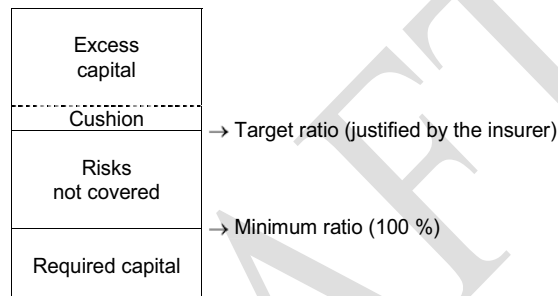 Excess
capital
Cushion
→ Target ratio (justified by the insurer)
Risks
not covered
→ Minimum ratio (100 %)
Required capital